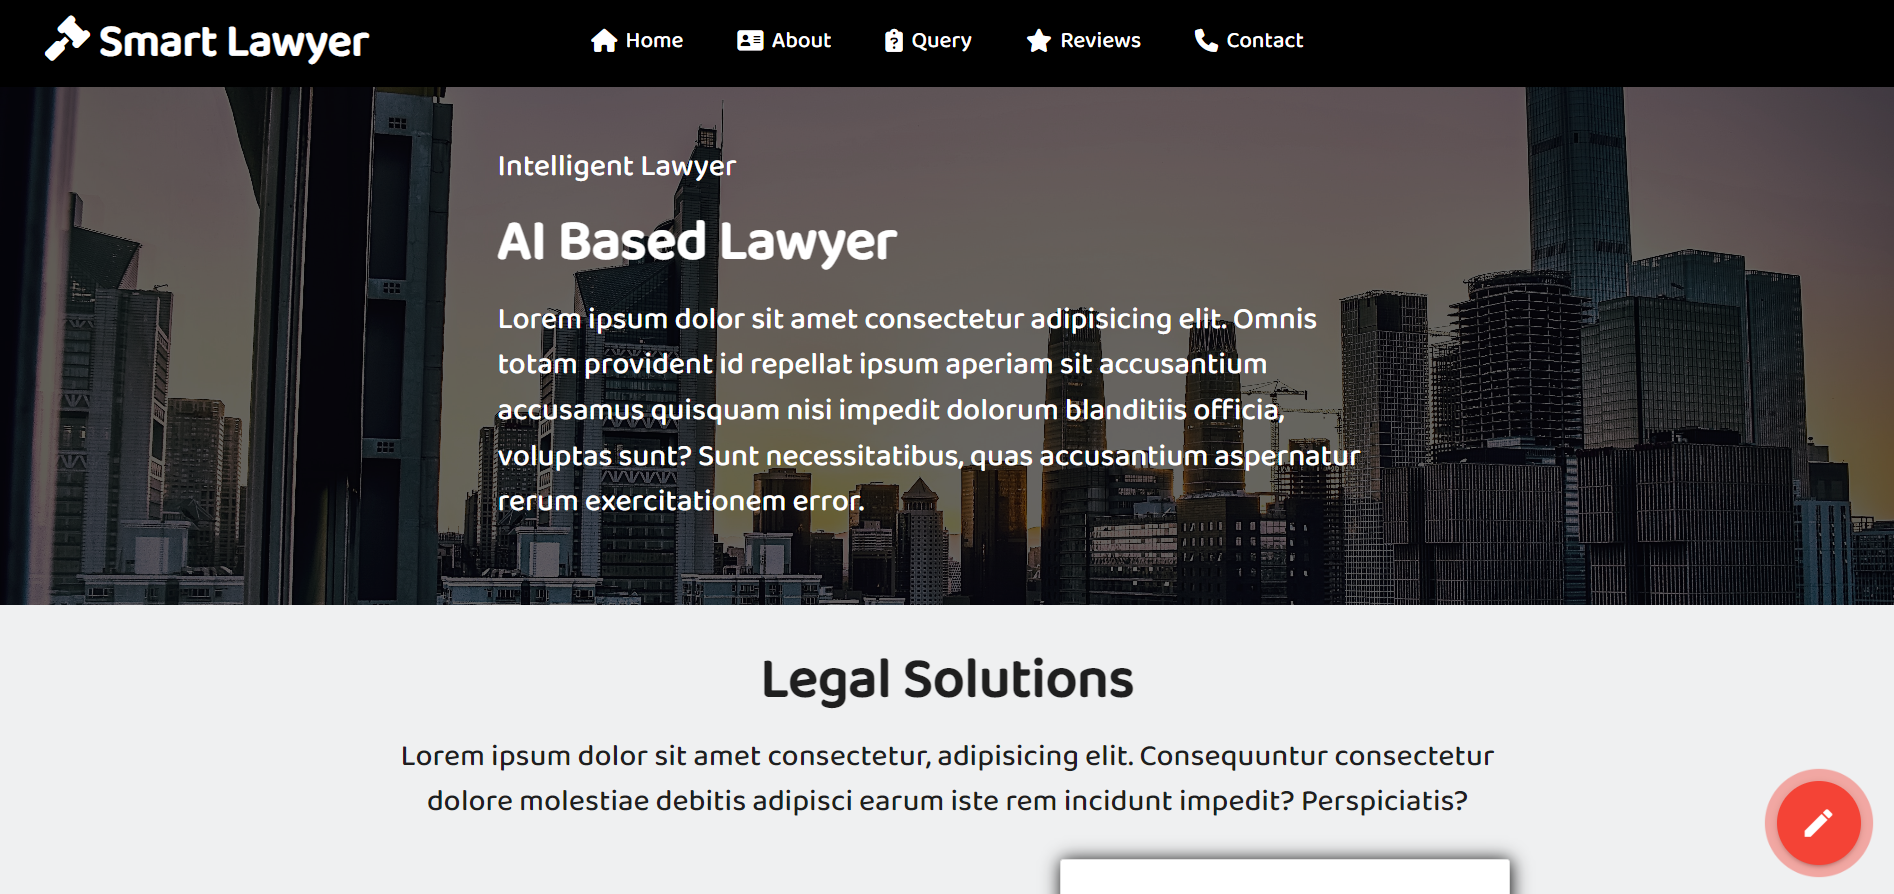 Smart Lawyer
Home
About
Query
Reviews
Contact
Intelligent Lawyer
AI Based Lawyer
Lorem ipsum dolor sit amet consectetur adipisicing elit. Omnis
totam provident id repellat ipsum aperiam sit accusantium
accusamus quisquam nisi impedit dolorum blanditiis officia,
voluptas sunt? Sunt necessitatibus, quas accusantium aspernatur
rerum exercitationem error.
Legal Solutions
Lorem ipsum dolor sit amet consectetur, adipisicing elit. Consequuntur consectetur
dolore molestiae debitis adipisci earum iste rem incidunt impedit? Perspiciatis?